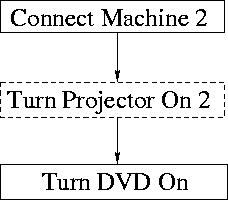 Connect Machine 2
Turn Projector On 2
Turn DVD On